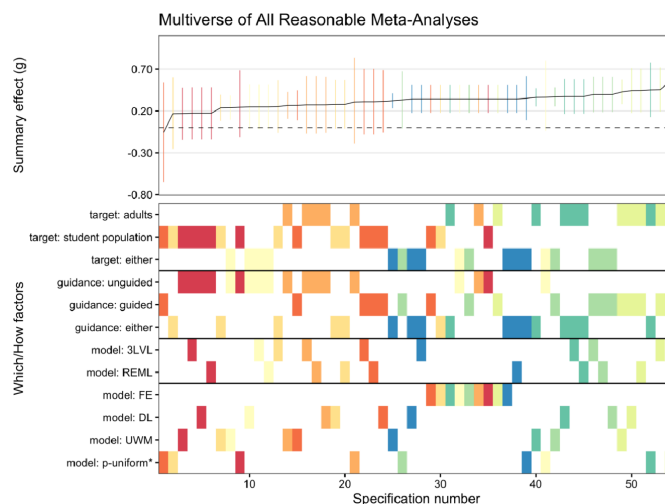 Multiverse of All Reasonable Meta-Analyses
Summary effect (g)
0.70
0.20
-0.30
-0.80
Which/How factors
target: adults
target: student population
target: either
guidance: unguided
guidance: guided
guidance: either
model: 3LVL
model: REML
model: FE
model: DL
model: UWM
model: p-uniform*
10 20 30 40 50
Specification number